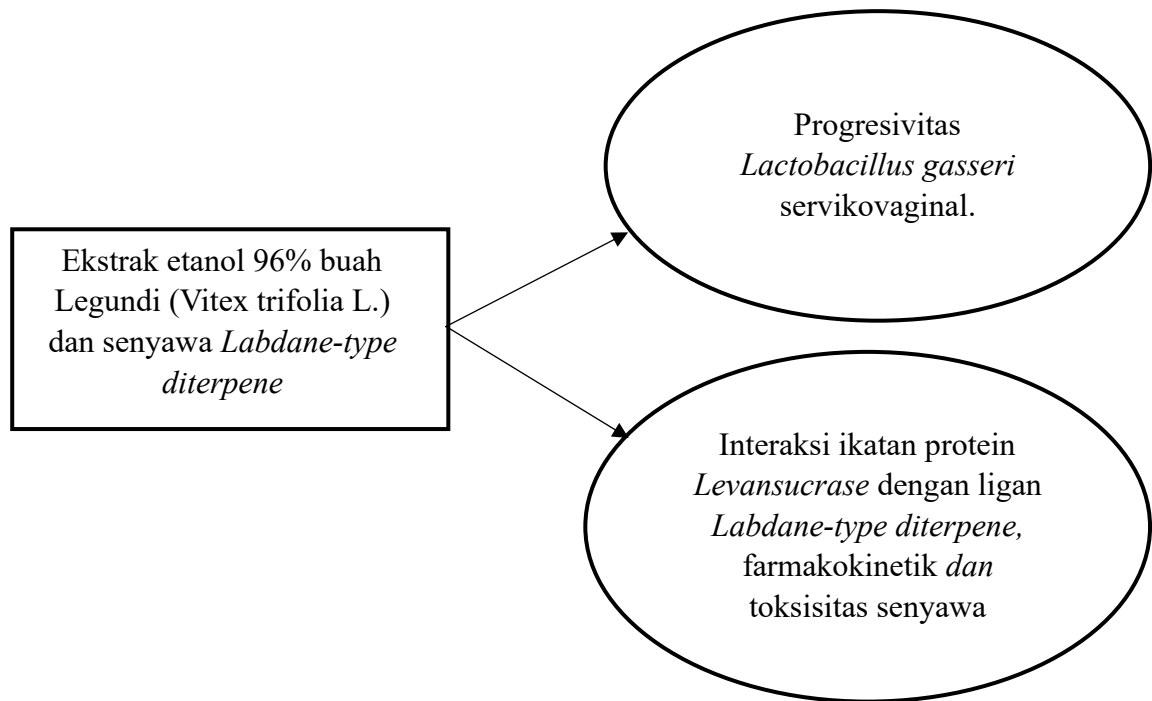 Ekstrak etanol 96% buah
Legundi (Vitex trifolia L.)
dan senyawa Labdane-type
diterpene
Progresivitas
Lactobacillus gasseri
servikovaginal.
Interaksi ikatan protein
Levansucrase dengan ligan
Labdane-type diterpene,
farmakokinetik dan
toksisitas senyawa